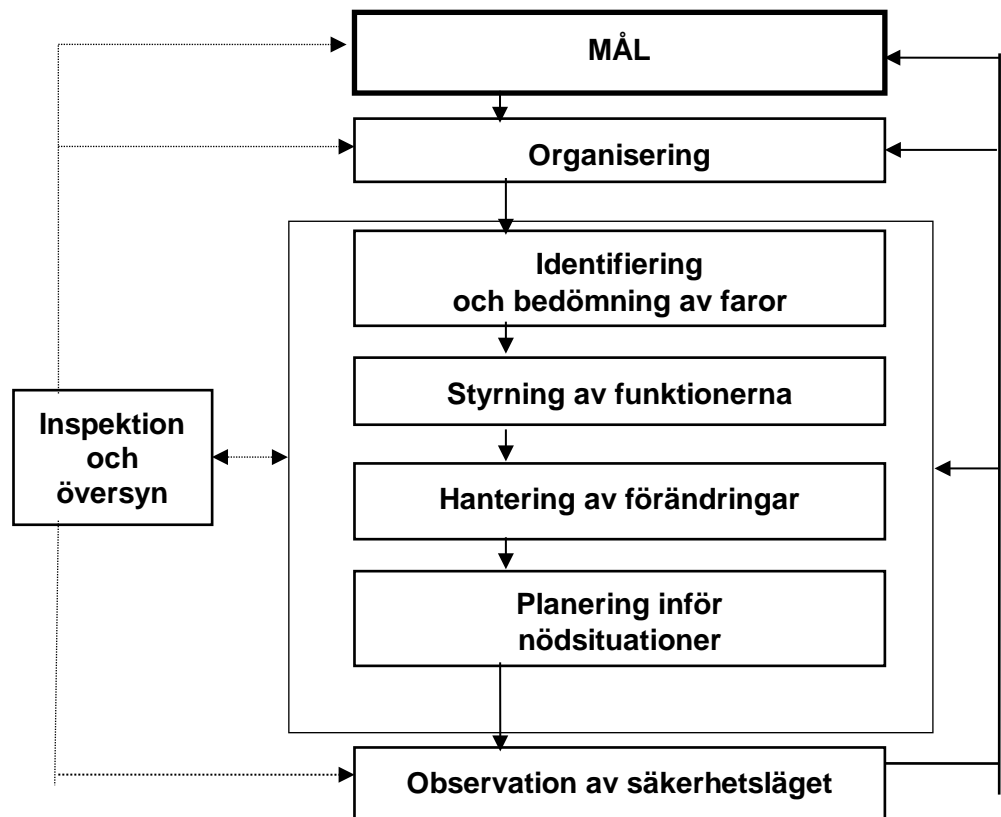 MÅL
Organisering
Identifiering
och bedömning av faror
Styrning av funktionerna
Inspektion
och
översyn
Hantering av förändringar
Planering inför
nödsituationer
Observation av säkerhetsläget